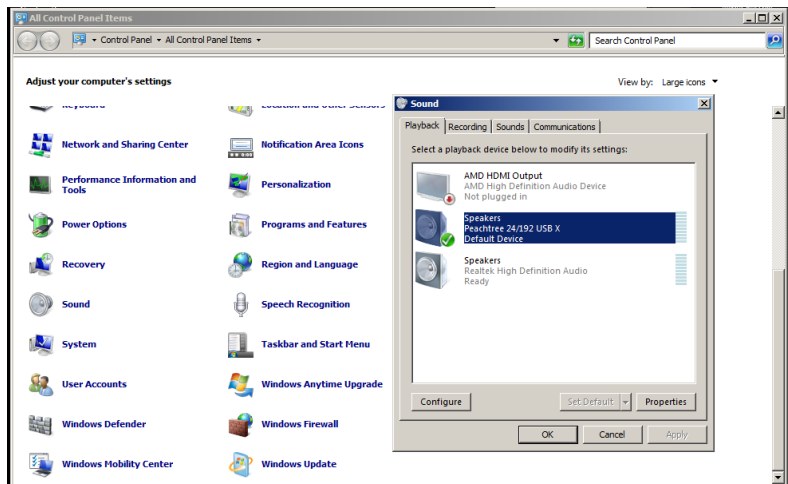 All Control Panel Items
Control Panel All Control Panel Items
Search Control Panel
Adjust your computer's settings
View by: Large icons
Keyboard
Location and Other Sensors
Network and Sharing Center
Notification Area Icons
Performance Information and
Tools
Personalization
Power Options
Programs and Features
Recovery
Region and Language
Sound
Speech Recognition
System
Taskbar and Start Menu
User Accounts
Windows Anytime Upgrade
Windows Defender
Windows Firewall
Windows Mobility Center
Windows Update
Sound
Playback
Recording
Sounds
Communications
Select a playback device below to modify its settings:
AMD HDMI Output
AMD High Definition Audio Device
Not plugged in
Speakers
Peachtree 24/192 USB X
Default Device
Speakers
Realtek High Definition Audio
Ready
Configure
Set Default
Properties
OK
Cancel
Apply